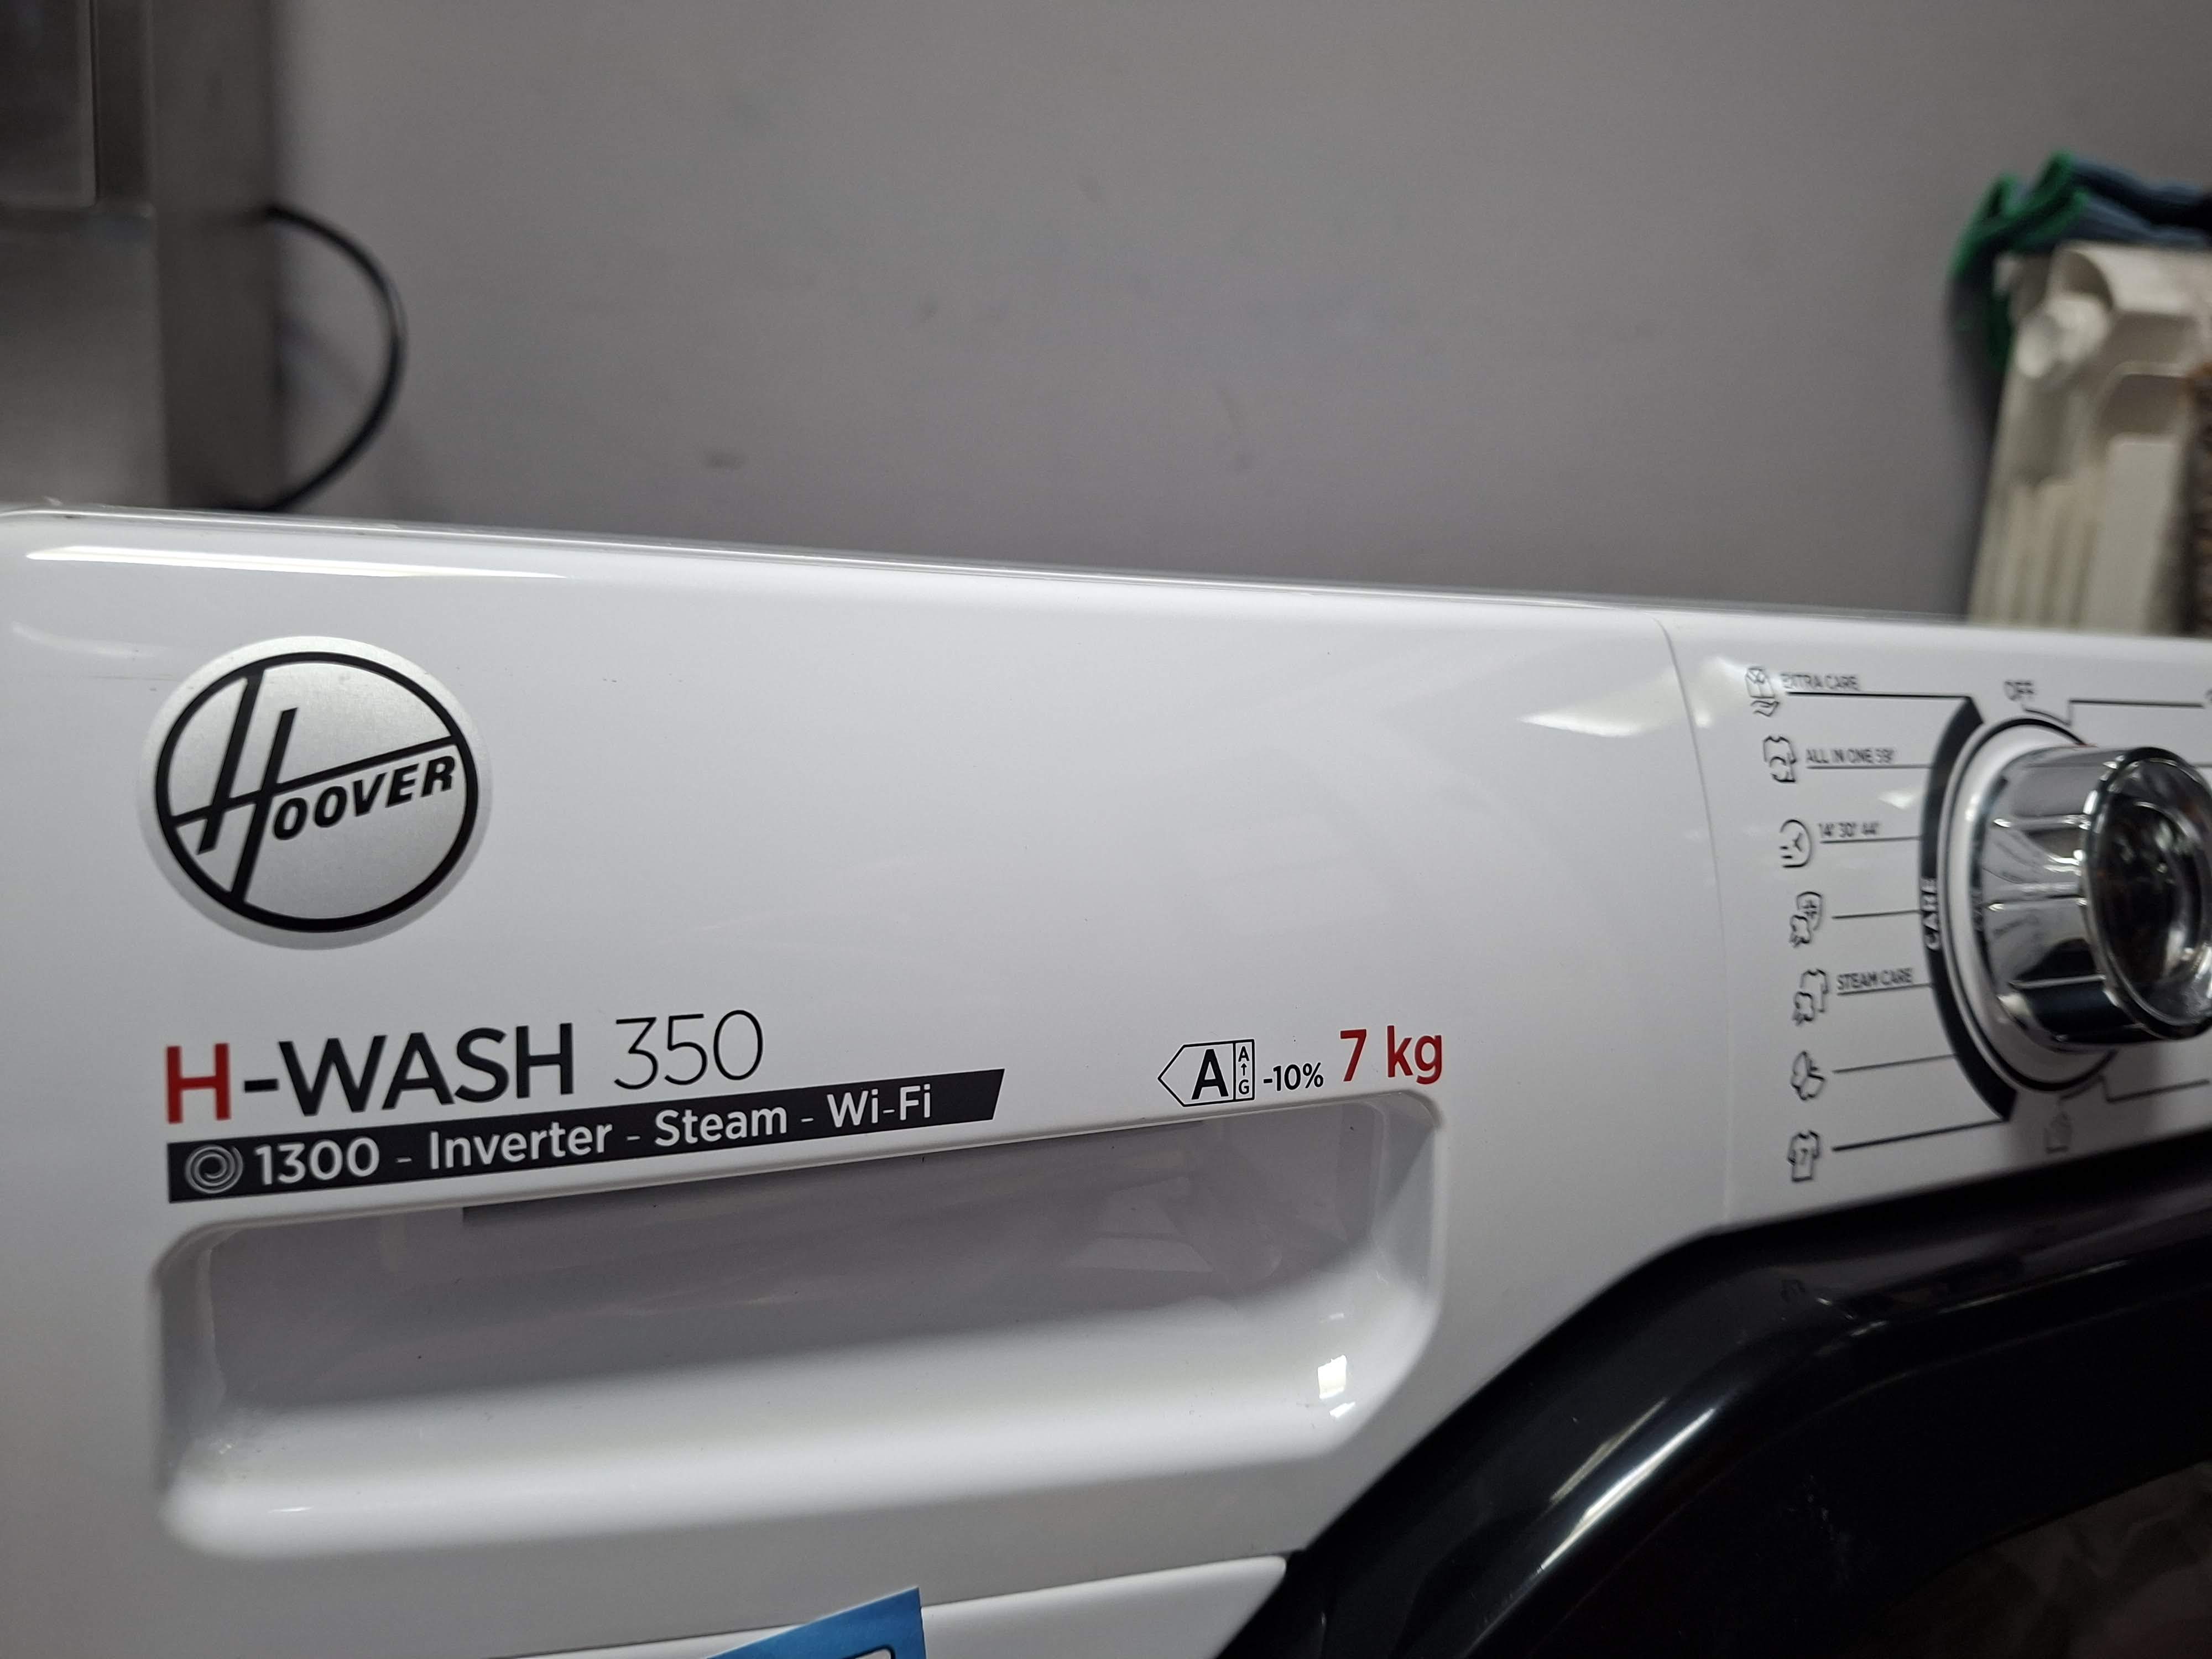 HOOVER
H-WASH 350
1300 - Inverter - Steam - Wi-Fi
A
A
G
-10%
7 kg
EXTRA CARE
OFF
ALL IN ONE 59'
14' 30' 44'
CARE
STEAM CARE
7